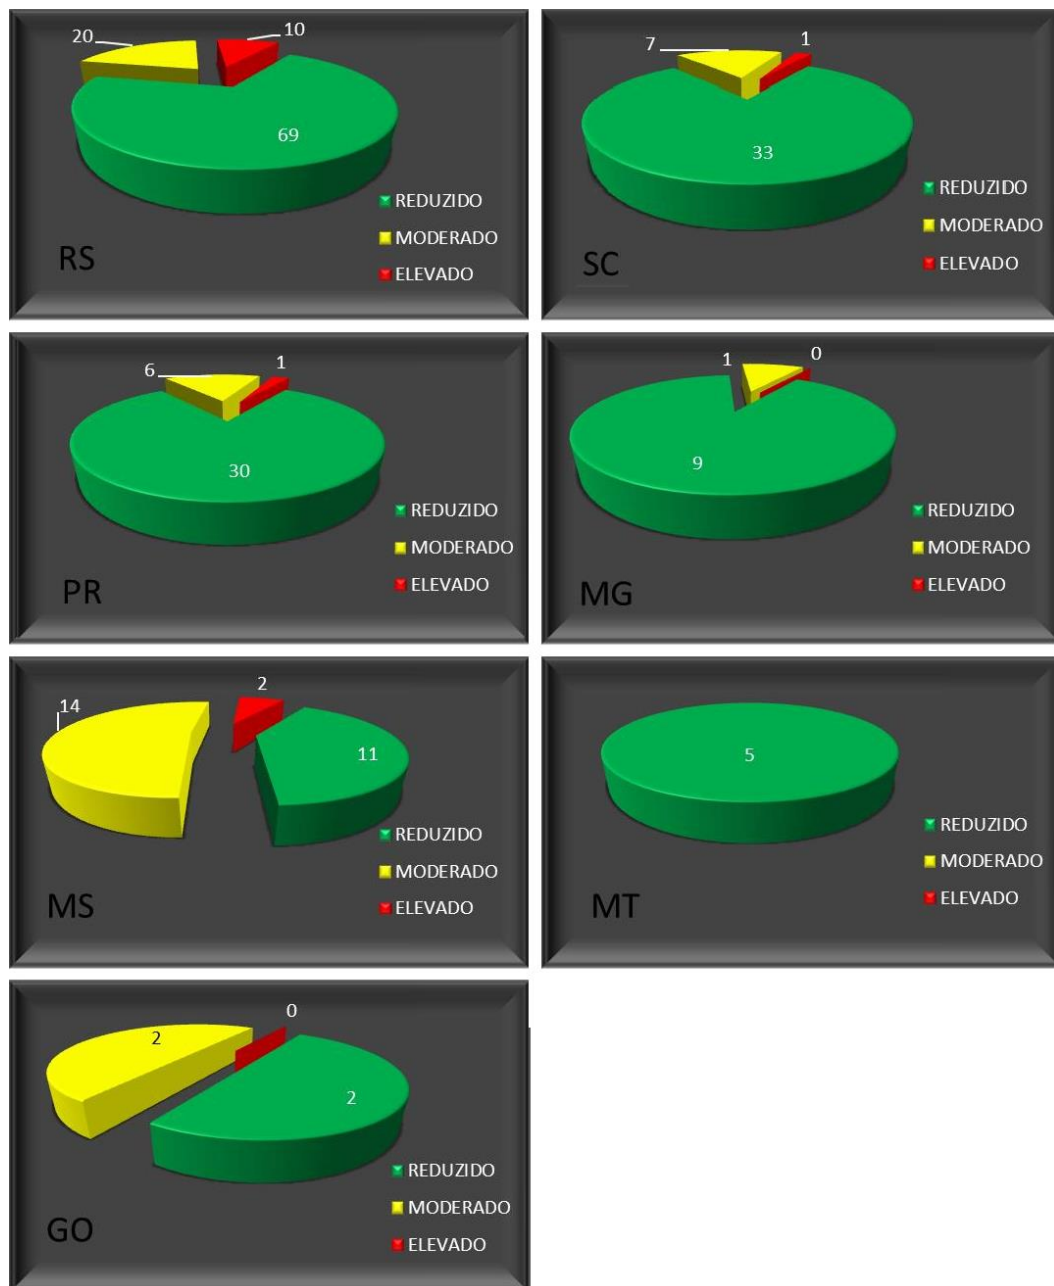 20
10
69
REDUZIDO
MODERADO
ELEVADO
RS
7
1
33
REDUZIDO
MODERADO
ELEVADO
SC
6
1
30
REDUZIDO
MODERADO
ELEVADO
PR
1
0
9
REDUZIDO
MODERADO
ELEVADO
MG
14
2
11
REDUZIDO
MODERADO
ELEVADO
MS
5
REDUZIDO
MODERADO
ELEVADO
MT
0
2
2
REDUZIDO
MODERADO
ELEVADO
GO